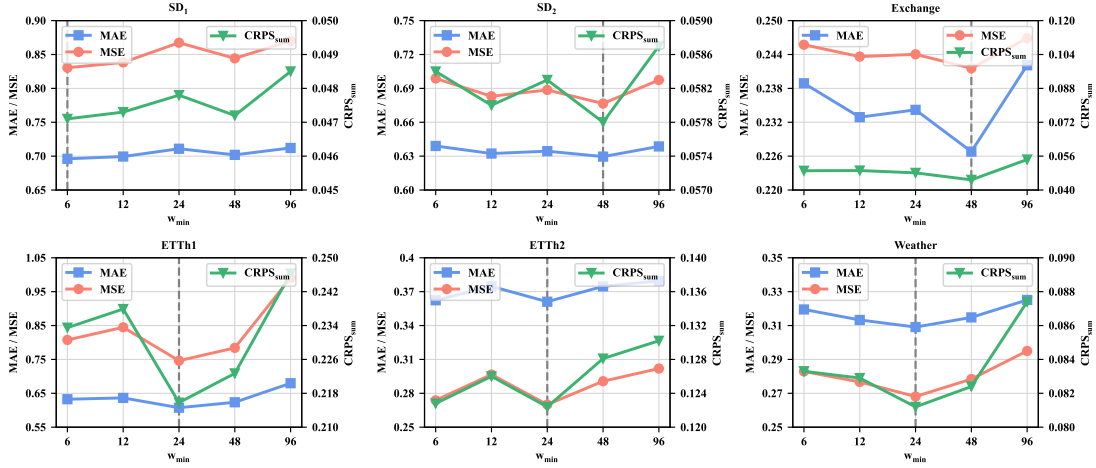 SD1
0.90
0.85
0.80
0.75
0.70
0.65
MAE / MSE
MAE
MSE
CRPSsum
0.050
0.049
0.048
0.047
0.046
0.045
CRPSsum
6 12 24 48 96
wmin
SD2
0.75
0.72
0.69
0.66
0.63
0.60
MAE / MSE
MAE
MSE
CRPSsum
0.0590
0.0586
0.0582
0.0578
0.0574
0.0570
CRPSsum
6 12 24 48 96
wmin
Exchange
0.250
0.244
0.238
0.232
0.226
0.220
MAE / MSE
MAE
MSE
CRPSsum
0.120
0.104
0.088
0.072
0.056
0.040
CRPSsum
6 12 24 48 96
wmin
ETTh1
1.05
0.95
0.85
0.75
0.65
0.55
MAE / MSE
MAE
MSE
CRPSsum
0.250
0.242
0.234
0.226
0.218
0.210
CRPSsum
6 12 24 48 96
wmin
ETTh2
0.4
0.37
0.34
0.31
0.28
0.25
MAE / MSE
MAE
MSE
CRPSsum
0.140
0.136
0.132
0.128
0.124
0.120
CRPSsum
6 12 24 48 96
wmin
Weather
0.35
0.33
0.31
0.29
0.27
0.25
MAE / MSE
MAE
MSE
CRPSsum
0.090
0.088
0.086
0.084
0.082
0.080
CRPSsum
6 12 24 48 96
wmin